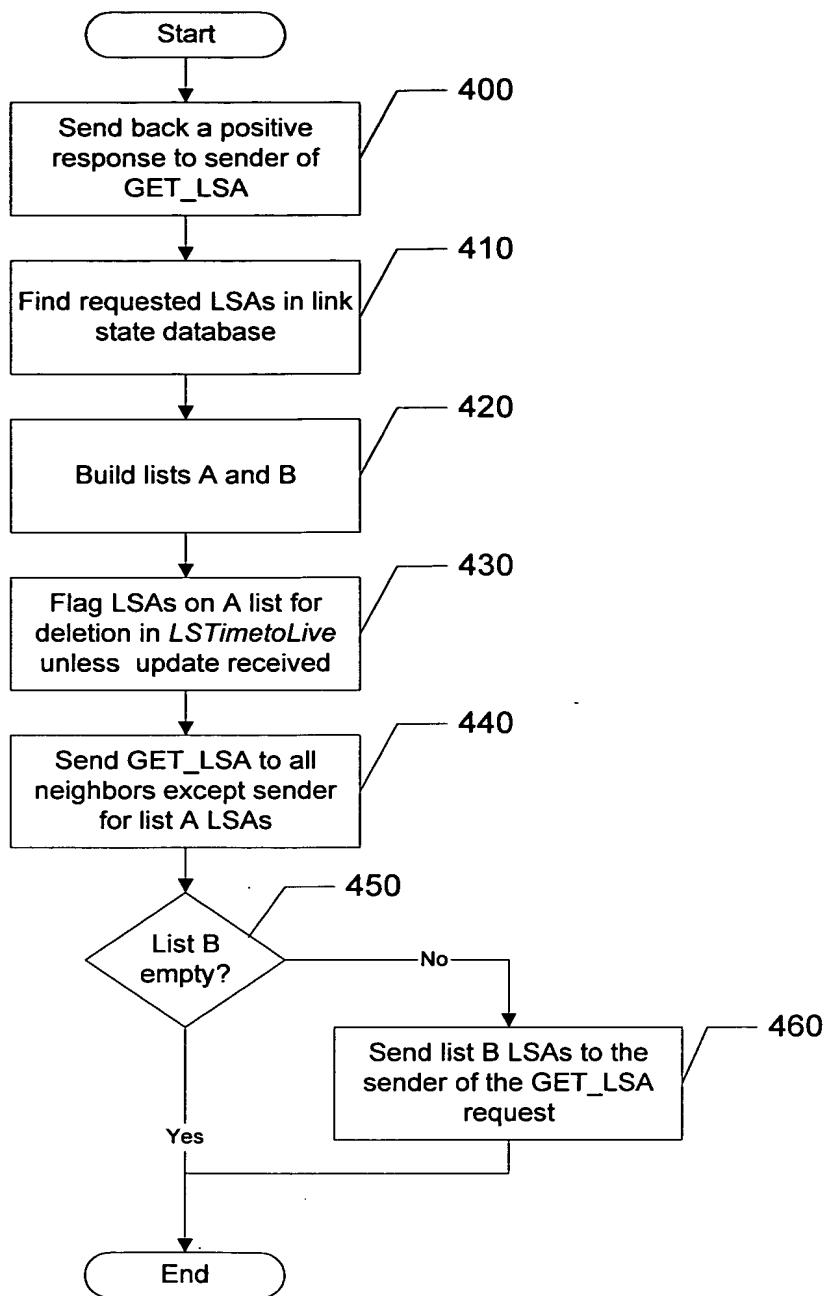 Start
400
Send back a positive
response to sender of
GET_LSA
410
Find requested LSAs in link
state database
420
Build lists A and B
430
Flag LSAs on A list for
deletion in LSTimetoLive
unless update received
440
Send GET_LSA to all
neighbors except sender
for list A LSAs
450
List B
empty?
No
460
Send list B LSAs to the
sender of the GET_LSA
request
Yes
End